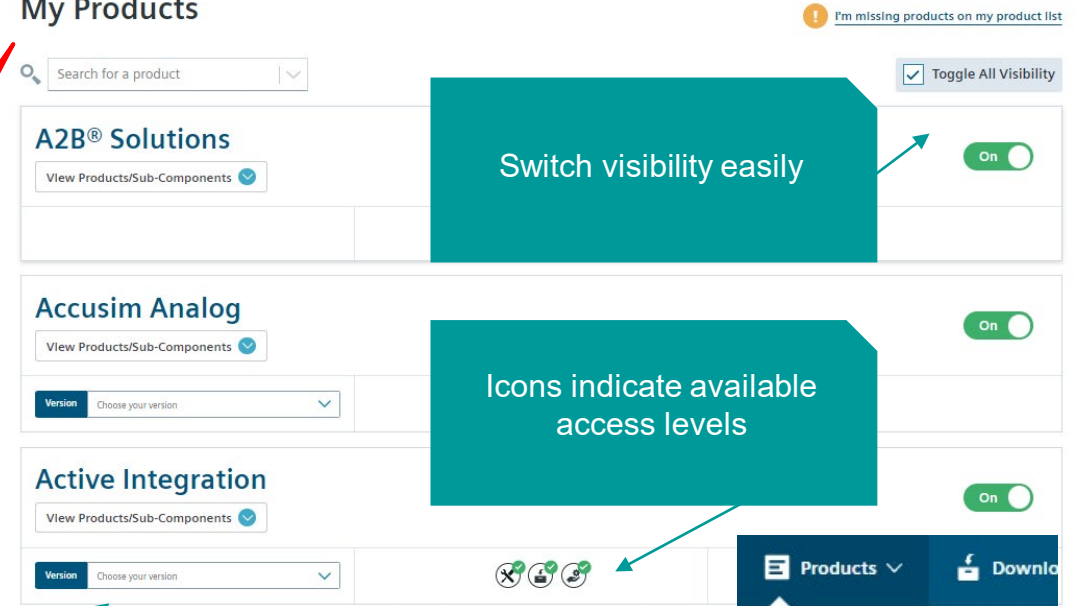 My Products
I'm missing products on my product list
Search for a product
Toggle All Visibility
A2B® Solutions
View Products/Sub-Components
Switch visibility easily
On
Accusim Analog
View Products/Sub-Components
On
Version Choose your version
Icons indicate available
access levels
Active Integration
View Products/Sub-Components
On
Version Choose your version
Products
Downlo